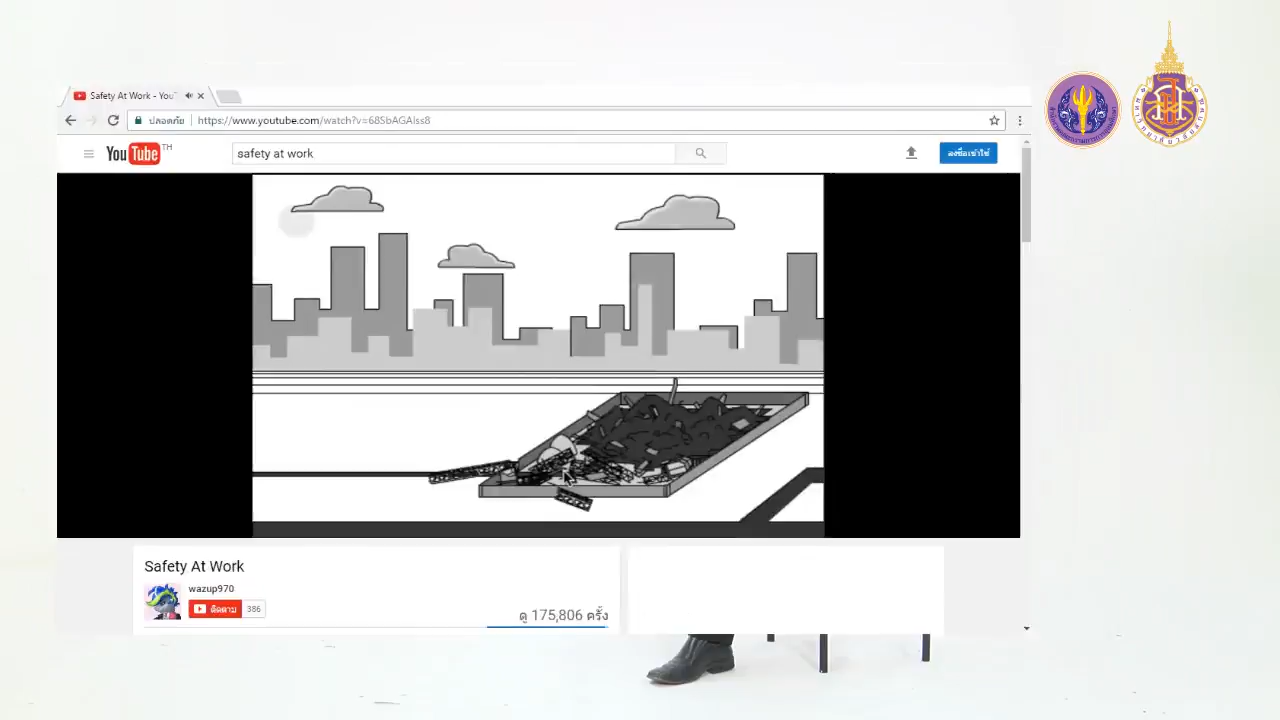 Safety At Work - You
ปลอดภัย
https://www.youtube.com/watch?v=68SbAGAlss8
YouTube TH
safety at work
ลงชื่อเข้าใช้
Safety At Work
wazup970
ติดตาม 386
ดู 175,806 ครั้ง